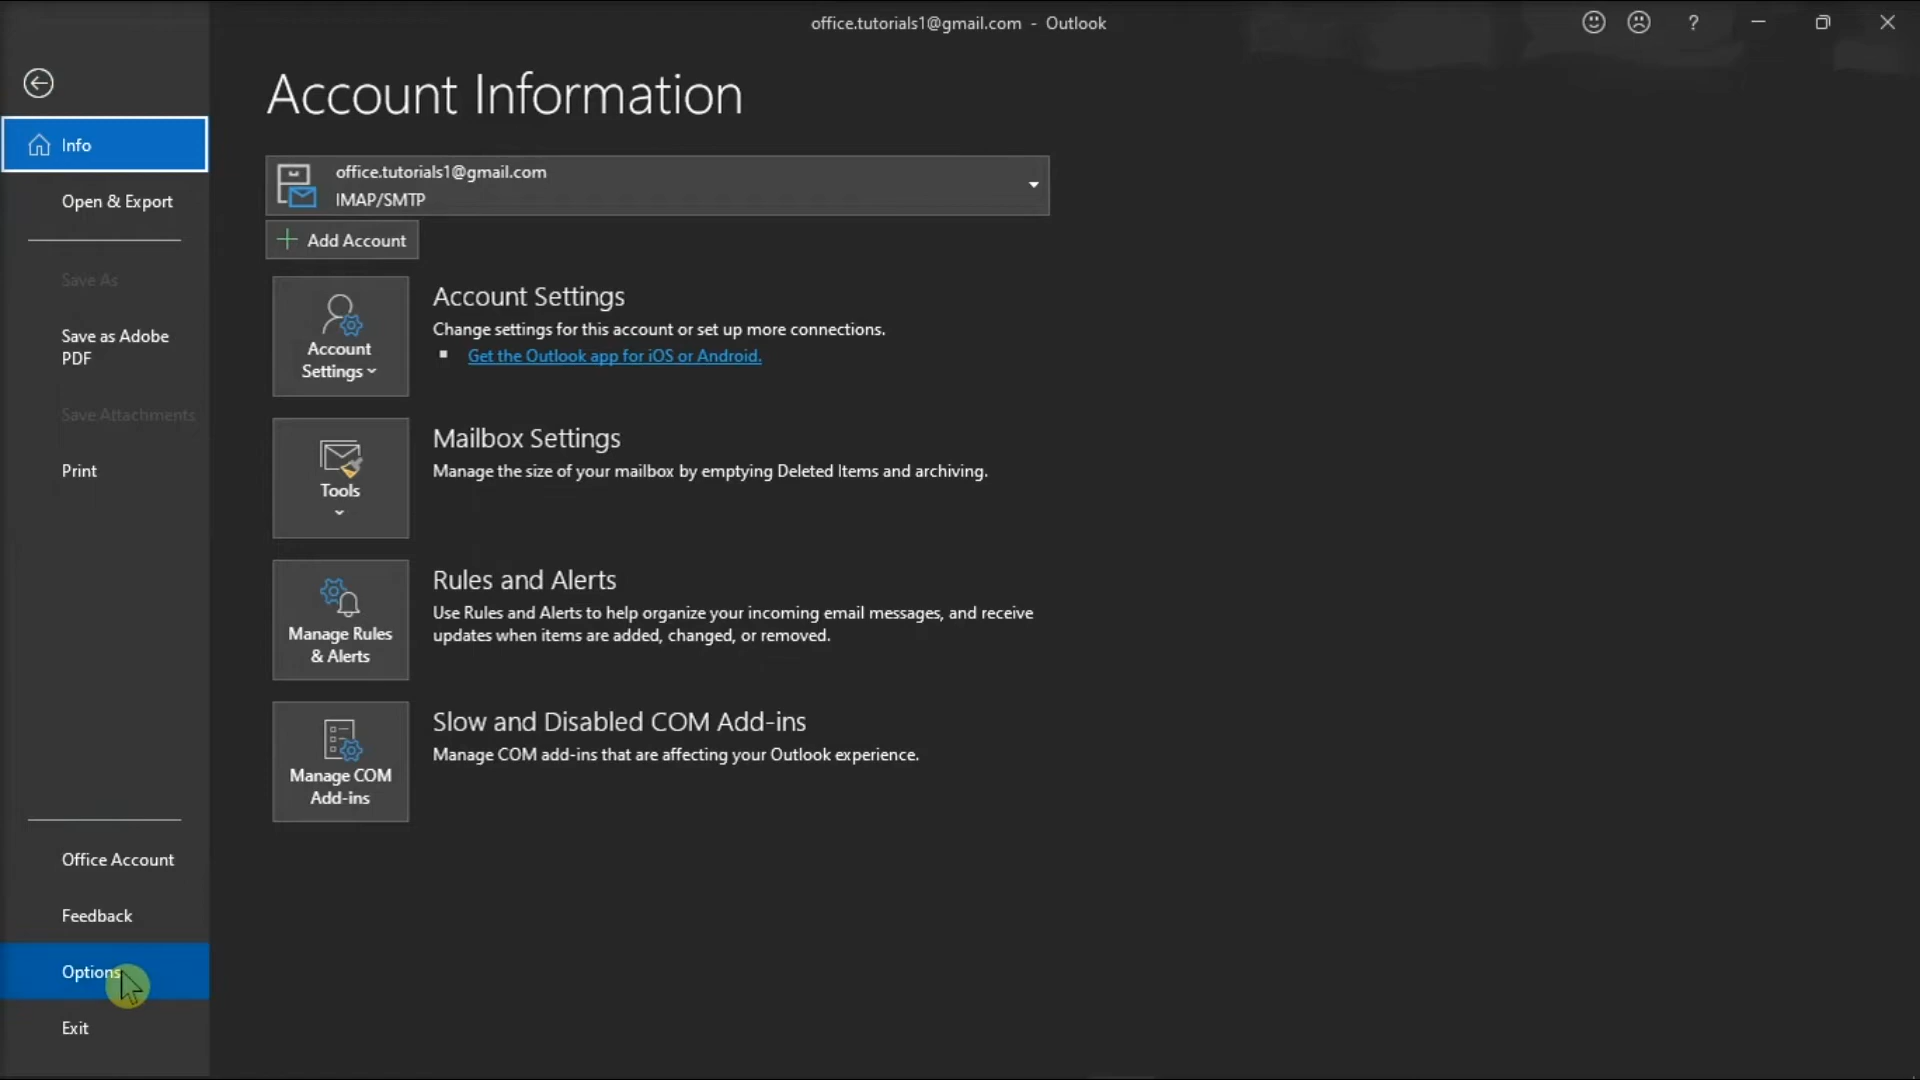 office.tutorials1@gmail.com - Outlook
?
Account Information
Info
Open & Export
Save As
Save as Adobe
PDF
Save Attachments
Print
Office Account
Feedback
Options
Exit
office.tutorials1@gmail.com
IMAP/SMTP
Add Account
Account
Settings
Account Settings
Change settings for this account or set up more connections.
Get the Outlook app for iOS or Android.
Tools
Mailbox Settings
Manage the size of your mailbox by emptying Deleted Items and archiving.
Manage Rules
& Alerts
Rules and Alerts
Use Rules and Alerts to help organize your incoming email messages, and receive
updates when items are added, changed, or removed.
Manage COM
Add-ins
Slow and Disabled COM Add-ins
Manage COM add-ins that are affecting your Outlook experience.